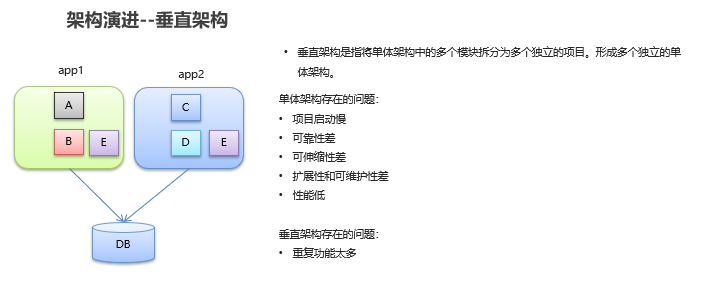 架构演进--垂直架构
app1
app2
A
B
E
C
D
E
DB
• 垂直架构是指将单体架构中的多个模块拆分为多个独立的项目。形成多个独立的单
体架构。
单体架构存在的问题：
• 项目启动慢
• 可靠性差
• 可伸缩性差
• 扩展性和可维护性差
• 性能低
垂直架构存在的问题：
• 重复功能太多